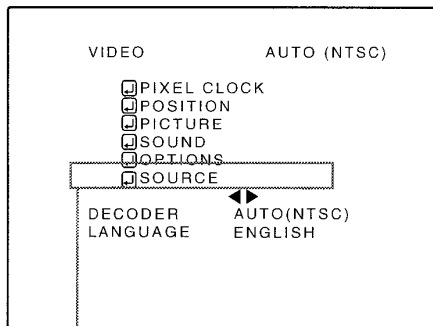 VIDEO AUTO (NTSC)
PIXEL CLOCK
POSITION
PICTURE
SOUND
OPTIONS
SOURCE
DECODER AUTO(NTSC)
LANGUAGE ENGLISH